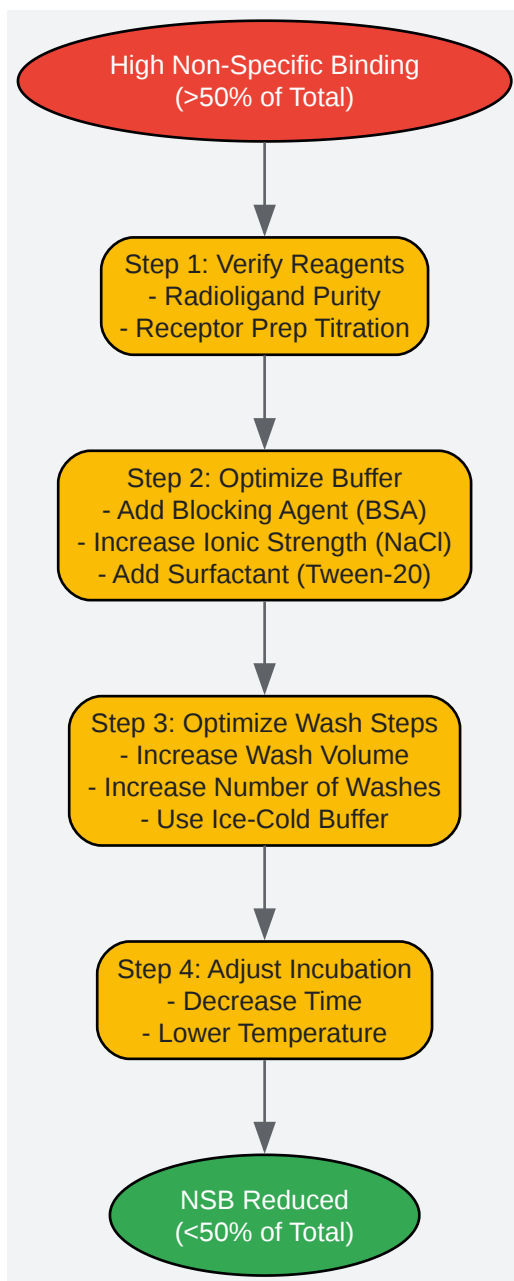 High Non-Specific Binding
(>50% of Total)
Step 1: Verify Reagents
- Radioligand Purity
- Receptor Prep Titration
Step 2: Optimize Buffer
- Add Blocking Agent (BSA)
- Increase Ionic Strength (NaCl)
- Add Surfactant (Tween-20)
Step 3: Optimize Wash Steps
- Increase Wash Volume
- Increase Number of Washes
- Use Ice-Cold Buffer
Step 4: Adjust Incubation
- Decrease Time
- Lower Temperature
NSB Reduced
(<50% of Total)